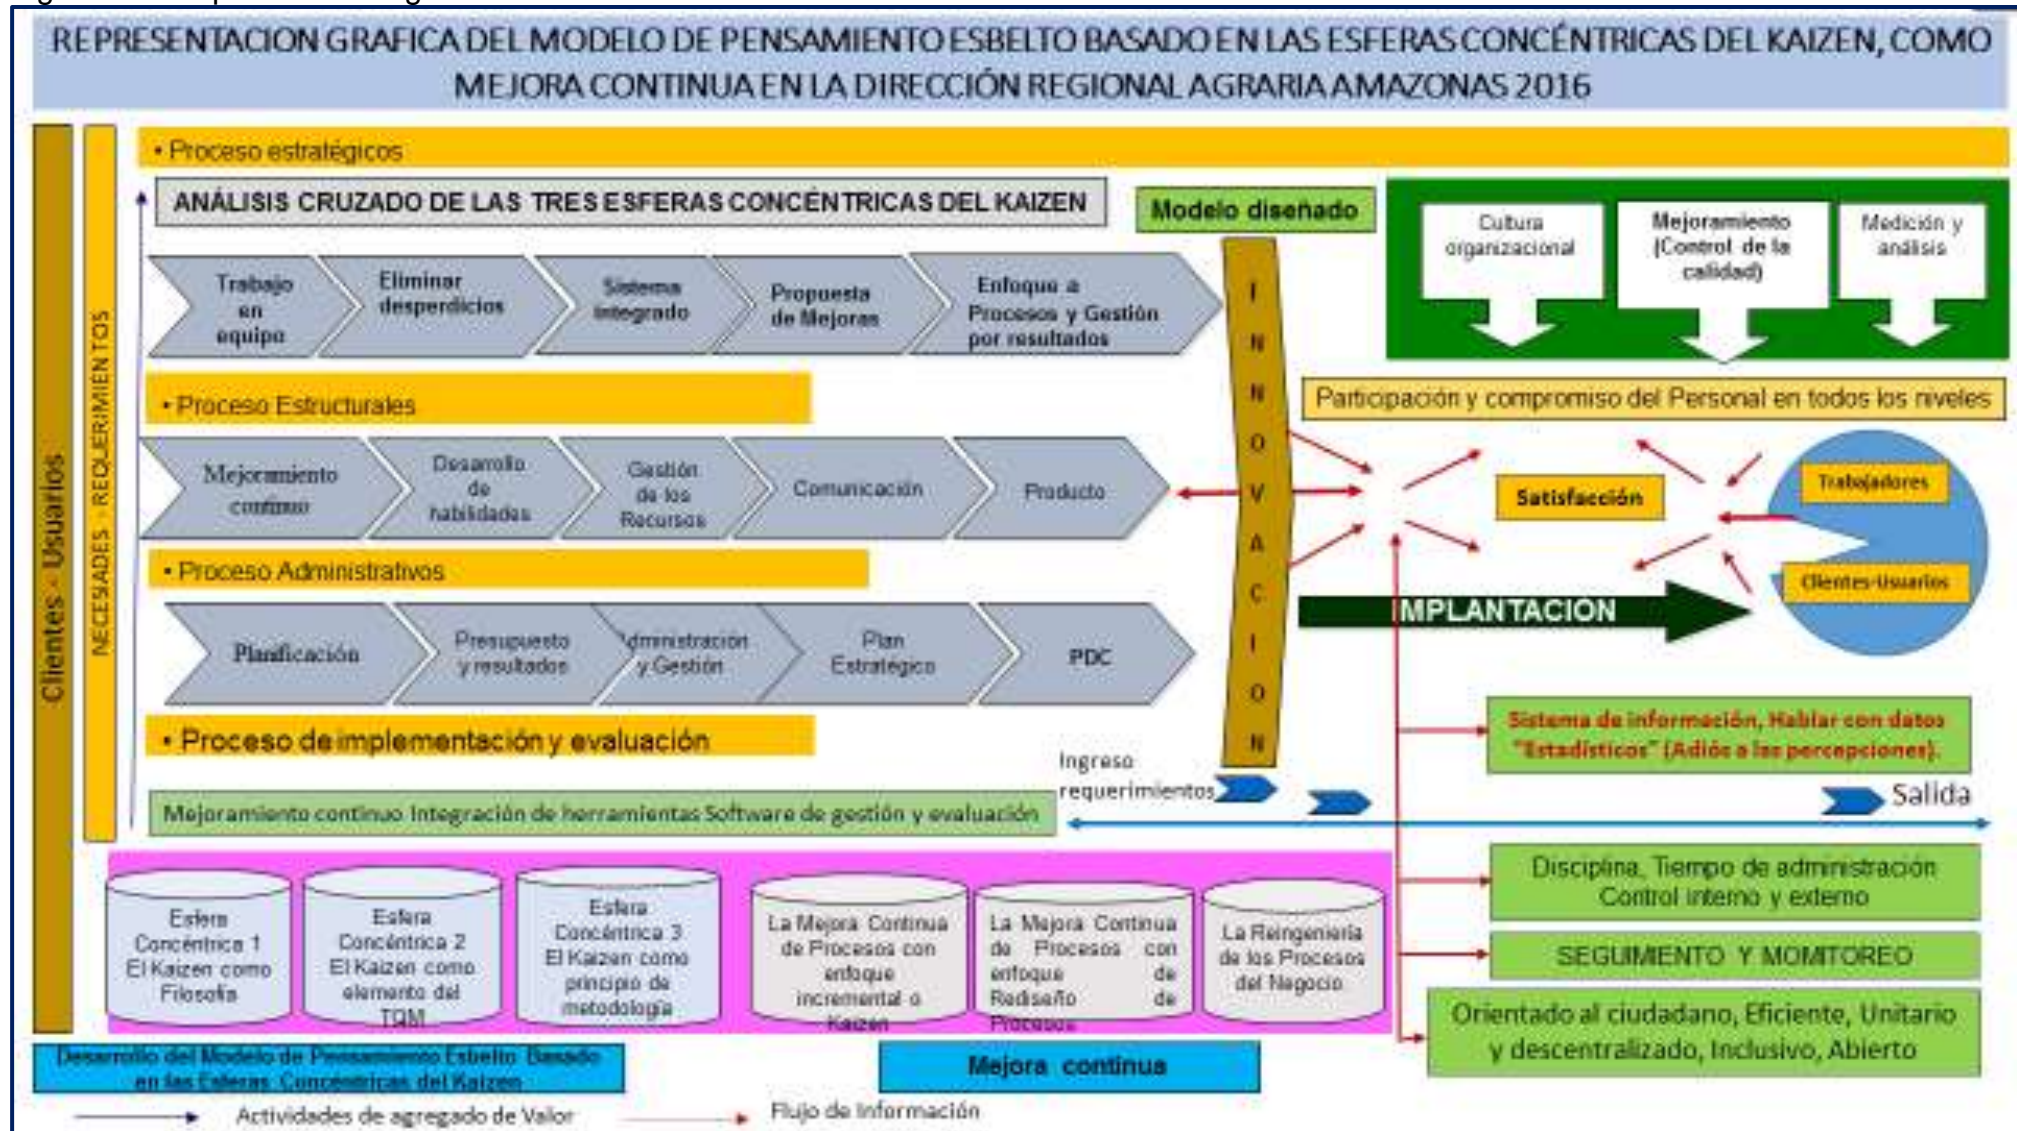 REPRESENTACION GRAFICA DEL MODELO DE PENSAMIENTO ESBELTO BASADO EN LAS ESFERAS CONCÉNTRICAS DEL KAIZEN, COMO
MEJORA CONTINUA EN LA DIRECCIÓN REGIONAL AGRARIA AMAZONAS 2016
Clientes - Usuarios
NECESIADES - REQUERIMIENTOS
• Proceso estratégicos
ANÁLISIS CRUZADO DE LAS TRES ESFERAS CONCÉNTRICAS DEL KAIZEN
Trabajo
en
equipo
Eliminar
desperdicios
Sistema
integrado
Propuesta
de Mejoras
Enfoque a
Procesos y Gestión
por resultados
• Proceso Estructurales
Mejoramiento
continuo
Desarrollo
de
habilidades
Gestión
de los
Recursos
Comunicación
Producto
• Proceso Administrativos
Planificación
Presupuesto
y resultados
dministración
y Gestión
Plan
Estratégico
PDC
• Proceso de implementación y evaluación
Mejoramiento continuo Integración de herramientas Software de gestión y evaluación
Modelo diseñado
I
N
N
O
V
A
C
I
O
N
Cultura
organizacional
Mejoramiento
(Control de la
calidad)
Medición y
análisis
Participación y compromiso del Personal en todos los niveles
Satisfacción
Trabajadores
Clientes-Usuarios
IMPLANTACION
Sistema de información, Hablar con datos
"Estadísticos" (Adiós a las percepciones).
Ingreso
requerimientos
Salida
Disciplina, Tiempo de administración
Control interno y externo
SEGUIMIENTO Y MOMITOREO
Orientado al ciudadano, Eficiente, Unitario
y descentralizado, Inclusivo, Abierto
Esfera
Concéntrica 1
El Kaizen como
Filosofía
Esfera
Concéntrica 2
El Kaizen como
elemento del
TQM
Esfera
Concéntrica 3
El Kaizen como
principio de
metodología
La Mejora Continua
de Procesos con
enfoque
incremental o
Kaizen
La Mejora Continua
de Procesos con
enfoque de
Rediseño de
Procesos
La Reingeniería
de los Procesos
del Negocio
Desarrollo del Modelo de Pensamiento Esbelto Basado
en las Esferas Concéntricas del Kaizen
Mejora continua
Actividades de agregado de Valor
Flujo de Información